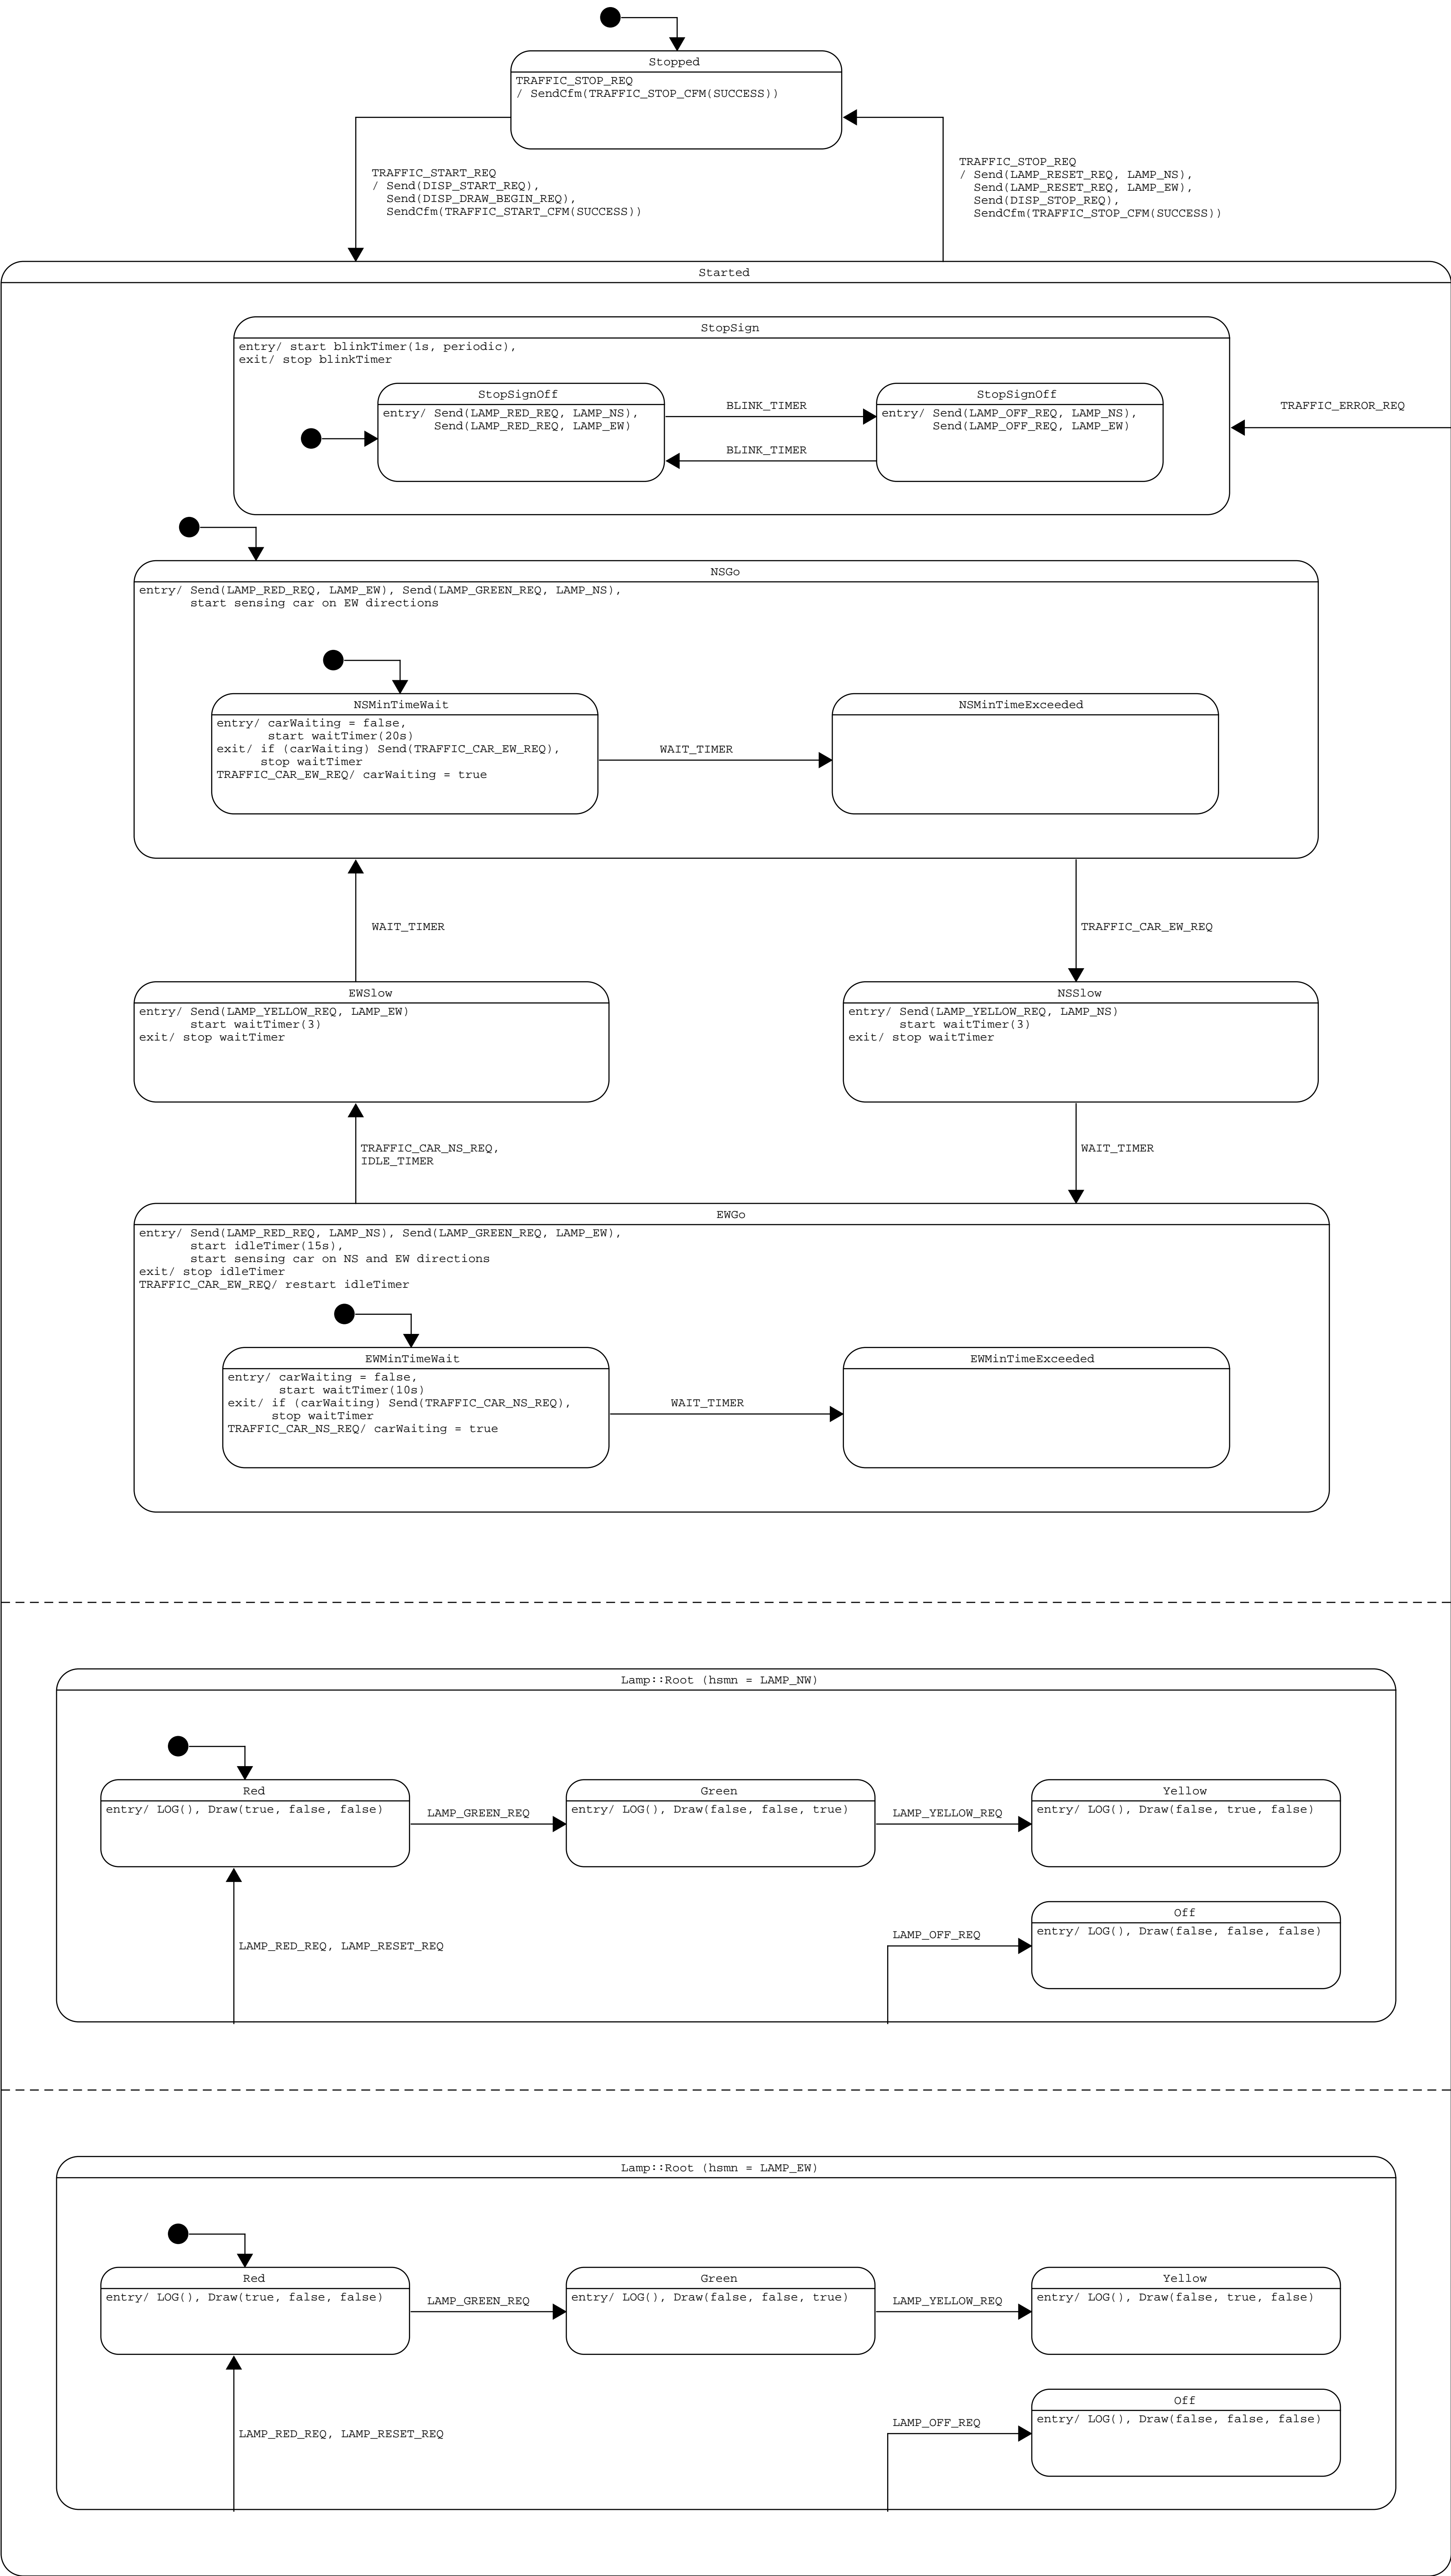 Stopped
TRAFFIC_STOP_REQ
/ SendCfm(TRAFFIC_STOP_CFM(SUCCESS))
TRAFFIC_START_REQ
/ Send(DISP_START_REQ),
Send(DISP_DRAW_BEGIN_REQ),
SendCfm(TRAFFIC_START_CFM(SUCCESS))
TRAFFIC_STOP_REQ
/ Send(LAMP_RESET_REQ, LAMP_NS),
Send(LAMP_RESET_REQ, LAMP_EW),
Send(DISP_STOP_REQ),
SendCfm(TRAFFIC_STOP_CFM(SUCCESS))
Started
StopSign
entry/ start blinkTimer(1s, periodic),
exit/ stop blinkTimer
StopSignOff
entry/ Send(LAMP_RED_REQ, LAMP_NS),
Send(LAMP_RED_REQ, LAMP_EW)
BLINK_TIMER
BLINK_TIMER
StopSignOff
entry/ Send(LAMP_OFF_REQ, LAMP_NS),
Send(LAMP_OFF_REQ, LAMP_EW)
TRAFFIC_ERROR_REQ
NSGo
entry/ Send(LAMP_RED_REQ, LAMP_EW), Send(LAMP_GREEN_REQ, LAMP_NS),
start sensing car on EW directions
NSMinTimeWait
entry/ carWaiting = false,
start waitTimer(20s)
exit/ if (carWaiting) Send(TRAFFIC_CAR_EW_REQ),
stop waitTimer
TRAFFIC_CAR_EW_REQ/ carWaiting = true
WAIT_TIMER
NSMinTimeExceeded
WAIT_TIMER
TRAFFIC_CAR_EW_REQ
EWSlow
entry/ Send(LAMP_YELLOW_REQ, LAMP_EW)
start waitTimer(3)
exit/ stop waitTimer
NSSlow
entry/ Send(LAMP_YELLOW_REQ, LAMP_NS)
start waitTimer(3)
exit/ stop waitTimer
TRAFFIC_CAR_NS_REQ,
IDLE_TIMER
WAIT_TIMER
EWGo
entry/ Send(LAMP_RED_REQ, LAMP_NS), Send(LAMP_GREEN_REQ, LAMP_EW),
start idleTimer(15s),
start sensing car on NS and EW directions
exit/ stop idleTimer
TRAFFIC_CAR_EW_REQ/ restart idleTimer
EWMinTimeWait
entry/ carWaiting = false,
start waitTimer(10s)
exit/ if (carWaiting) Send(TRAFFIC_CAR_NS_REQ),
stop waitTimer
TRAFFIC_CAR_NS_REQ/ carWaiting = true
WAIT_TIMER
EWMinTimeExceeded
Lamp::Root (hsmn = LAMP_NW)
Red
entry/ LOG(), Draw(true, false, false)
LAMP_GREEN_REQ
Green
entry/ LOG(), Draw(false, false, true)
LAMP_YELLOW_REQ
Yellow
entry/ LOG(), Draw(false, true, false)
LAMP_RED_REQ, LAMP_RESET_REQ
LAMP_OFF_REQ
Off
entry/ LOG(), Draw(false, false, false)
Lamp::Root (hsmn = LAMP_EW)
Red
entry/ LOG(), Draw(true, false, false)
LAMP_GREEN_REQ
Green
entry/ LOG(), Draw(false, false, true)
LAMP_YELLOW_REQ
Yellow
entry/ LOG(), Draw(false, true, false)
LAMP_RED_REQ, LAMP_RESET_REQ
LAMP_OFF_REQ
Off
entry/ LOG(), Draw(false, false, false)